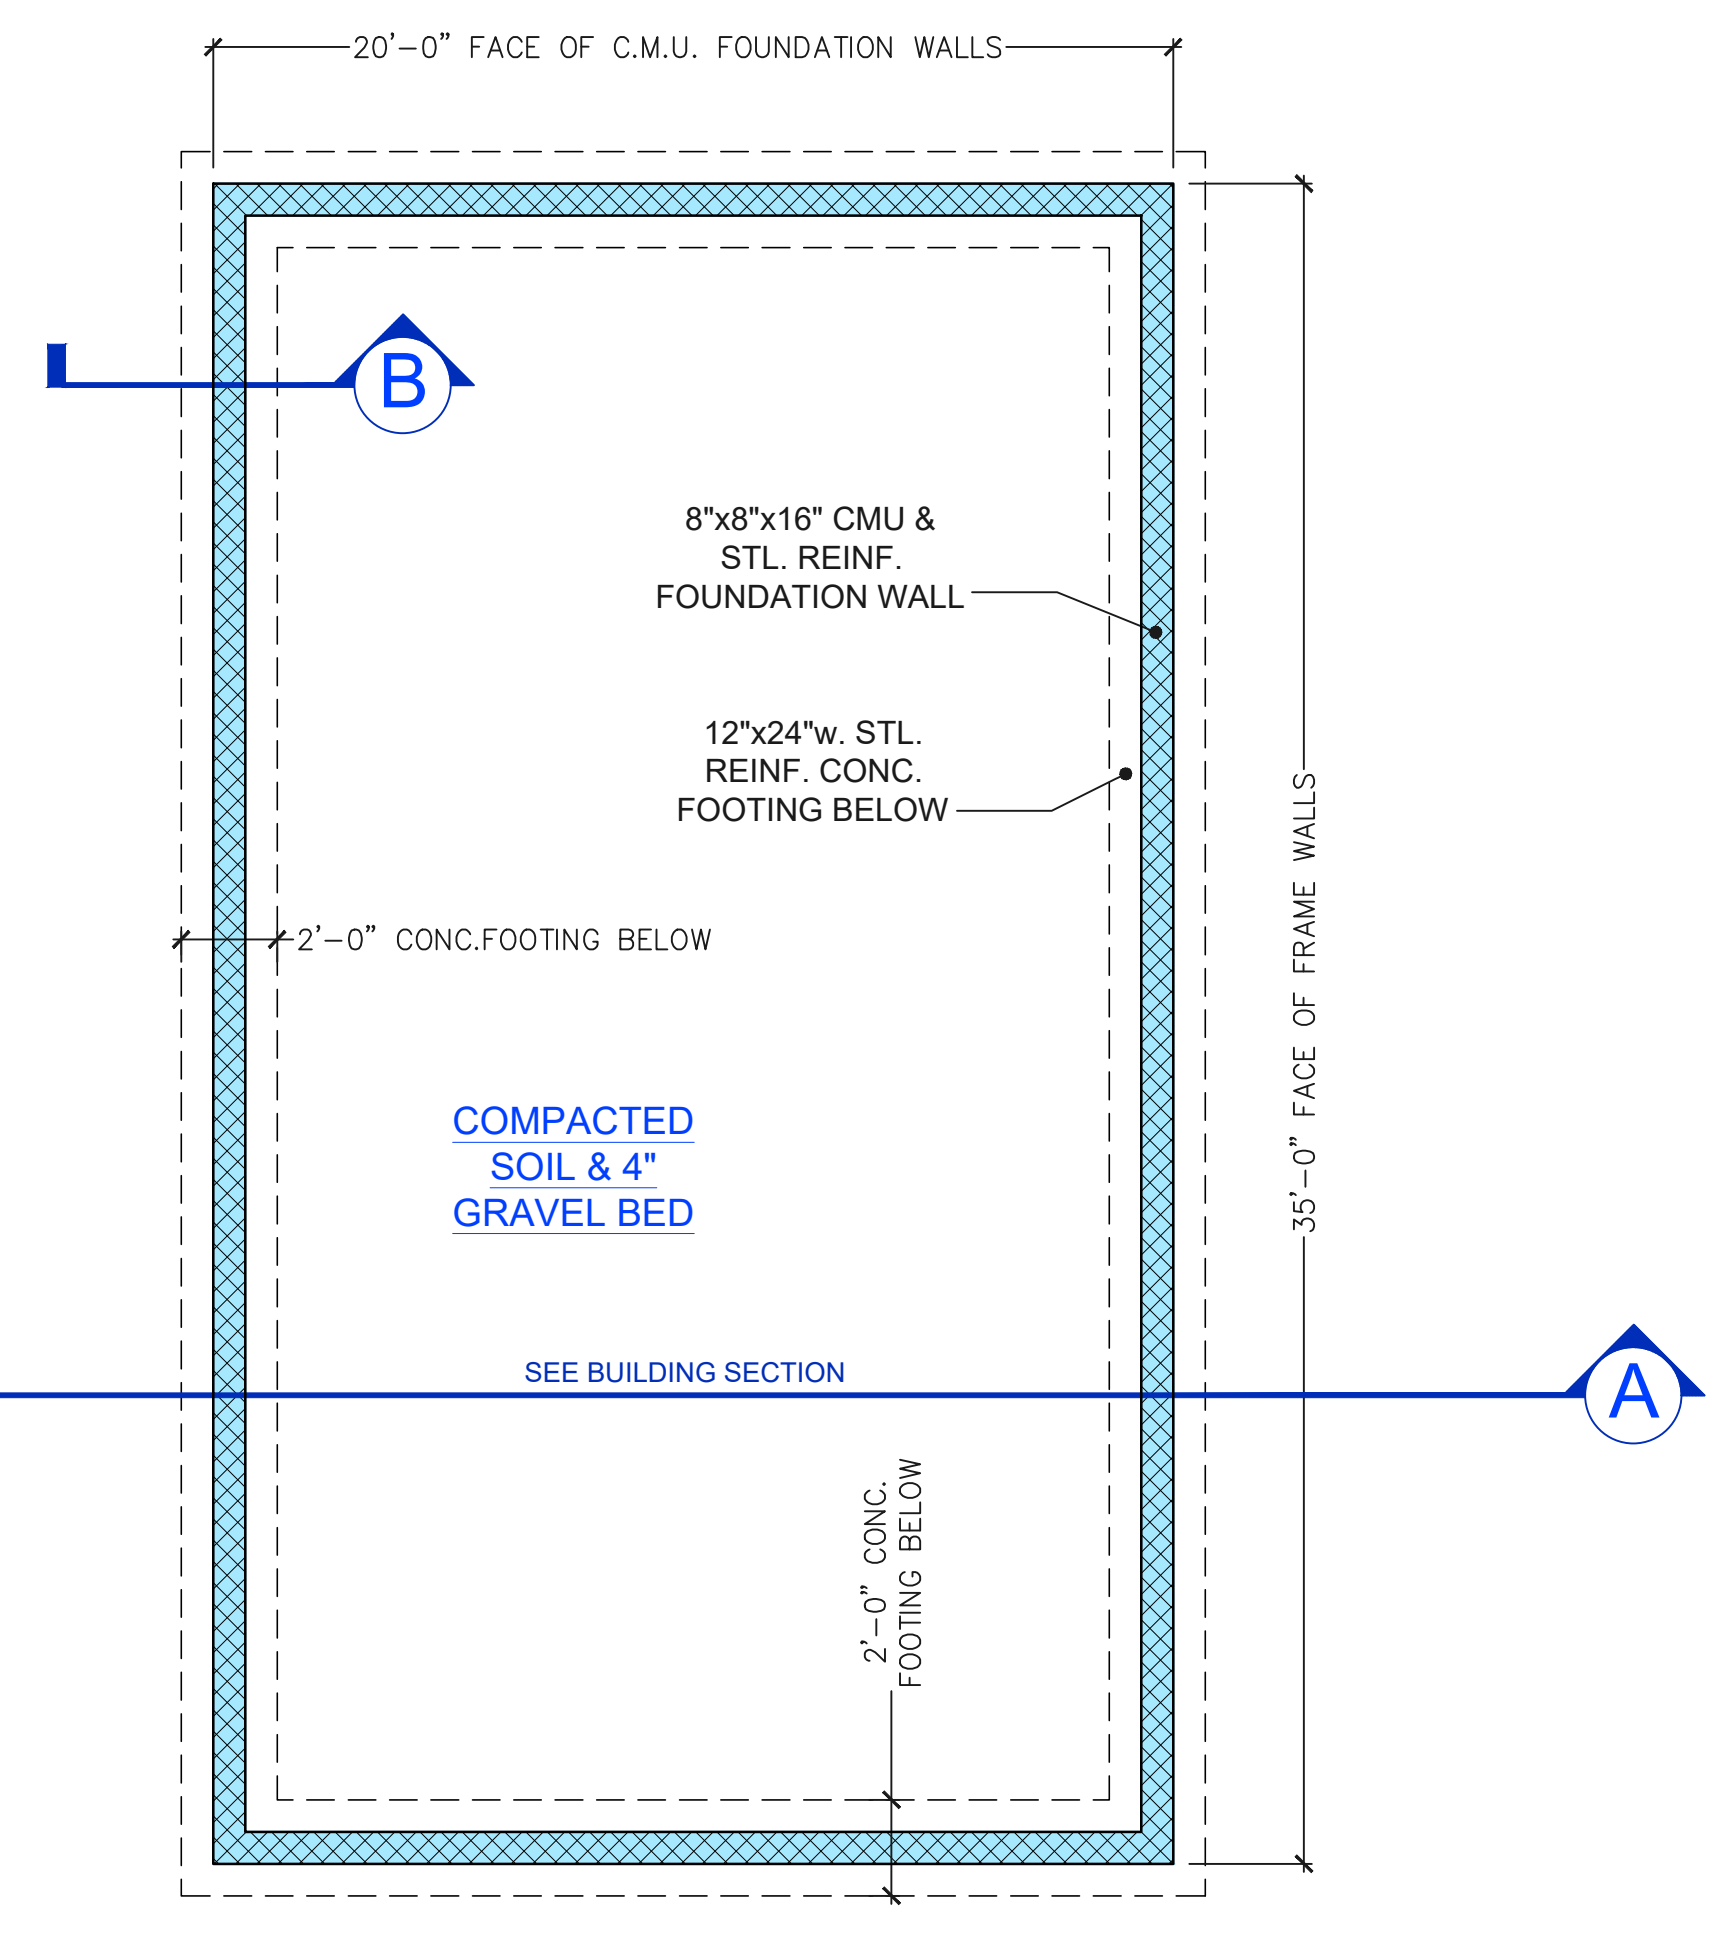 20'-0” FACE OF C.M.U. FOUNDATION WALLS
B
8"x8"x16" CMU &
STL. REINF.
FOUNDATION WALL
12"x24"w. STL.
REINF. CONC.
FOOTING BELOW
35'-0” FACE OF FRAME WALLS
2'-0” CONC.FOOTING BELOW
COMPACTED
SOIL & 4"
GRAVEL BED
SEE BUILDING SECTION
A
2'-0” CONC.
FOOTING BELOW